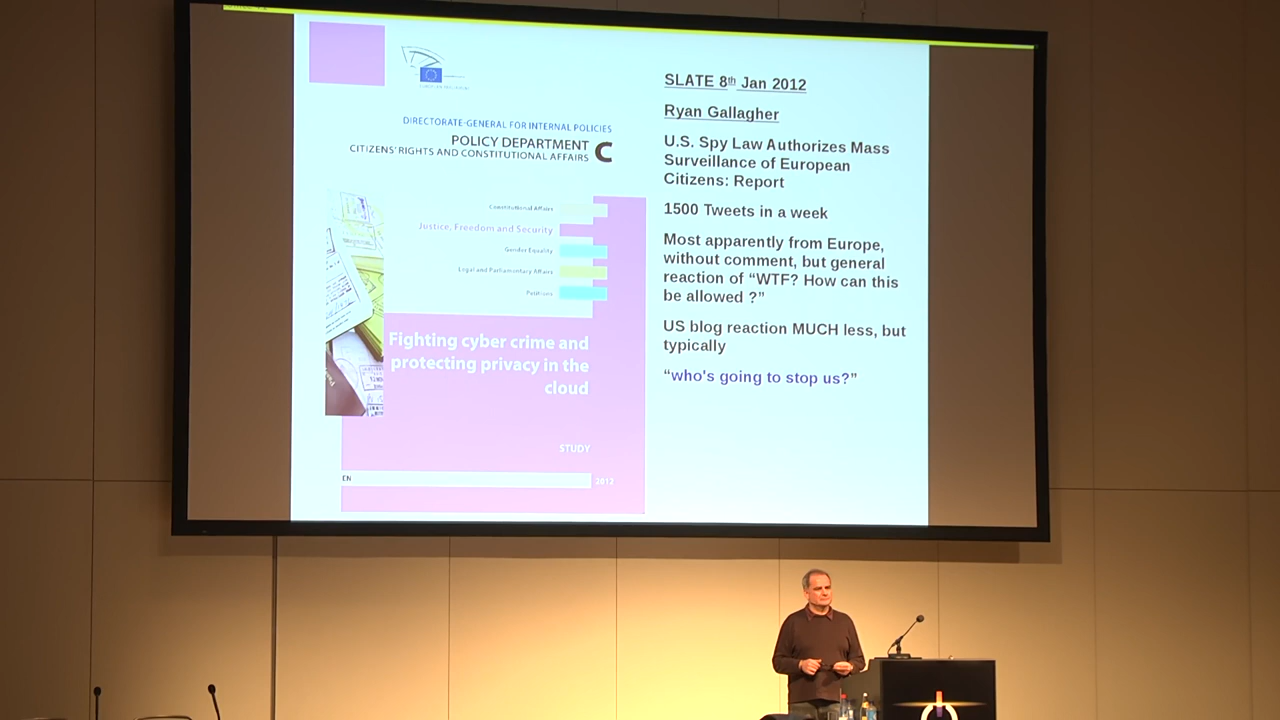 EUROPEAN PARLIAMENT
DIRECTORATE-GENERAL FOR INTERNAL POLICIES
POLICY DEPARTMENT C
CITIZENS' RIGHTS AND CONSTITUTIONAL AFFAIRS
Constitutional Affairs
Justice, Freedom and Security
Gender Equality
Legal and Parliamentary Affairs
Petitions
Fighting cyber crime and
protecting privacy in the
cloud
STUDY
EN
2012
SLATE 8th Jan 2012
Ryan Gallagher
U.S. Spy Law Authorizes Mass
Surveillance of European
Citizens: Report
1500 Tweets in a week
Most apparently from Europe,
without comment, but general
reaction of “WTF? How can this
be allowed ?”
US blog reaction MUCH less, but
typically
“who's going to stop us?”